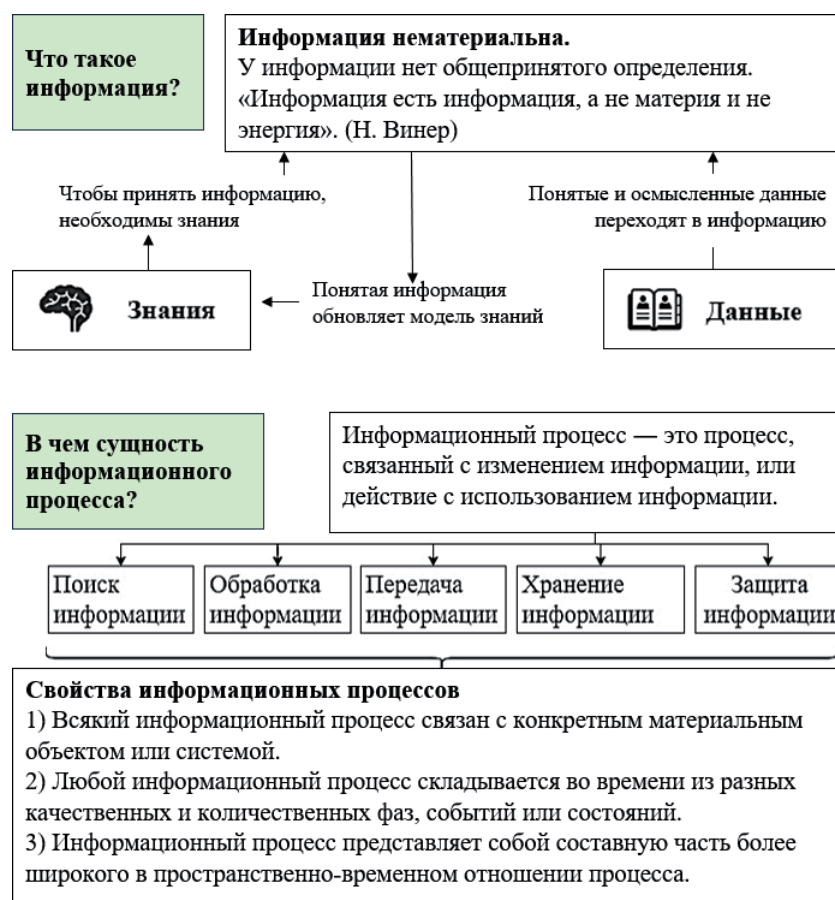 Что такое
информация?
Информация нематериальна.
У информации нет общепринятого определения.
«Информация есть информация, а не материя и не
энергия». (Н. Винер)
Чтобы принять информацию,
необходимы знания
Понятые и осмысленные данные
переходят в информацию
Знания
Понятая информация
обновляет модель знаний
Данные
В чем сущность
информационного
процесса?
Информационный процесс — это процесс,
связанный с изменением информации, или
действие с использованием информации.
Поиск
информации
Обработка
информации
Передача
информации
Хранение
информации
Защита
информации
Свойства информационных процессов
1) Всякий информационный процесс связан с конкретным материальным
объектом или системой.
2) Любой информационный процесс складывается во времени из разных
качественных и количественных фаз, событий или состояний.
3) Информационный процесс представляет собой составную часть более
широкого в пространственно-временном отношении процесса.